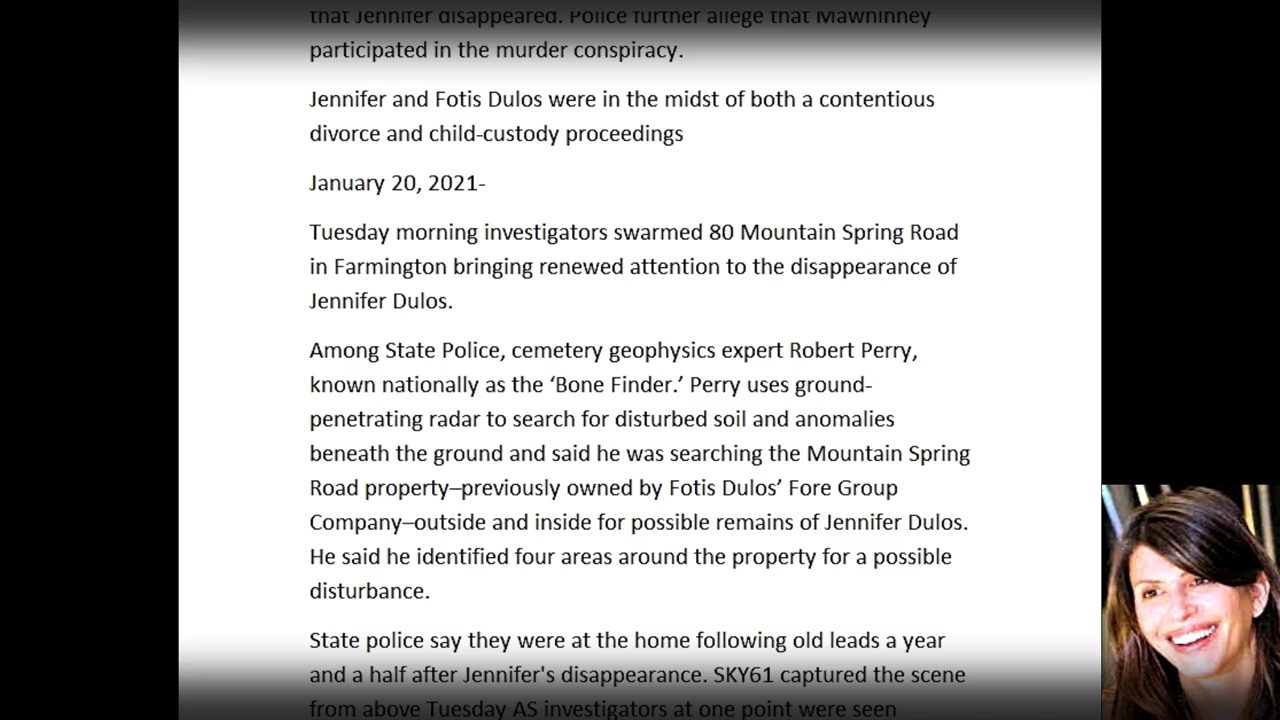 that Jennifer disappeared. Police further allege that Mawhinney
participated in the murder conspiracy.
Jennifer and Fotis Dulos were in the midst of both a contentious
divorce and child-custody proceedings
January 20, 2021-
Tuesday morning investigators swarmed 80 Mountain Spring Road
in Farmington bringing renewed attention to the disappearance of
Jennifer Dulos.
Among State Police, cemetery geophysics expert Robert Perry,
known nationally as the ‘Bone Finder.’ Perry uses ground-
penetrating radar to search for disturbed soil and anomalies
beneath the ground and said he was searching the Mountain Spring
Road property–previously owned by Fotis Dulos’ Fore Group
Company–outside and inside for possible remains of Jennifer Dulos.
He said he identified four areas around the property for a possible
disturbance.
State police say they were at the home following old leads a year
and a half after Jennifer's disappearance. SKY61 captured the scene
from above Tuesday AS investigators at one point were seen